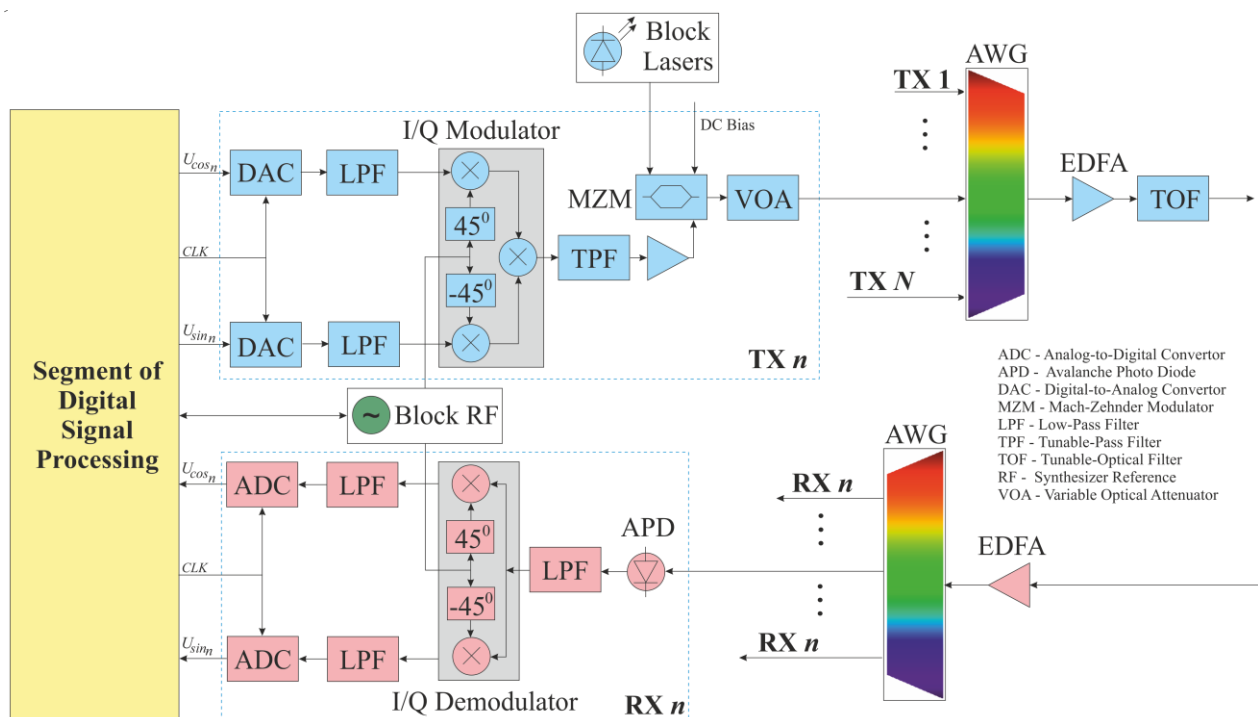 Block
Lasers
AWG
TX 1
I/Q Modulator
DC Bias
U_cos_n
DAC
LPF
EDFA
MZM
VOA
TOF
45⁰
CLK
TPF
-45⁰
TX N
U_sin_n
DAC
LPF
TX n
Segment of
Digital
Signal
Processing
~ Block RF
ADC - Analog-to-Digital Convertor
APD - Avalanche Photo Diode
DAC - Digital-to-Analog Convertor
MZM - Mach-Zehnder Modulator
LPF - Low-Pass Filter
TPF - Tunable-Pass Filter
TOF - Tunable-Optical Filter
RF - Synthesizer Reference
VOA - Variable Optical Attenuator
AWG
U_cos_n
ADC
LPF
RX n
45⁰
APD
EDFA
CLK
LPF
-45⁰
U_sin_n
ADC
LPF
RX n
I/Q Demodulator
RX n